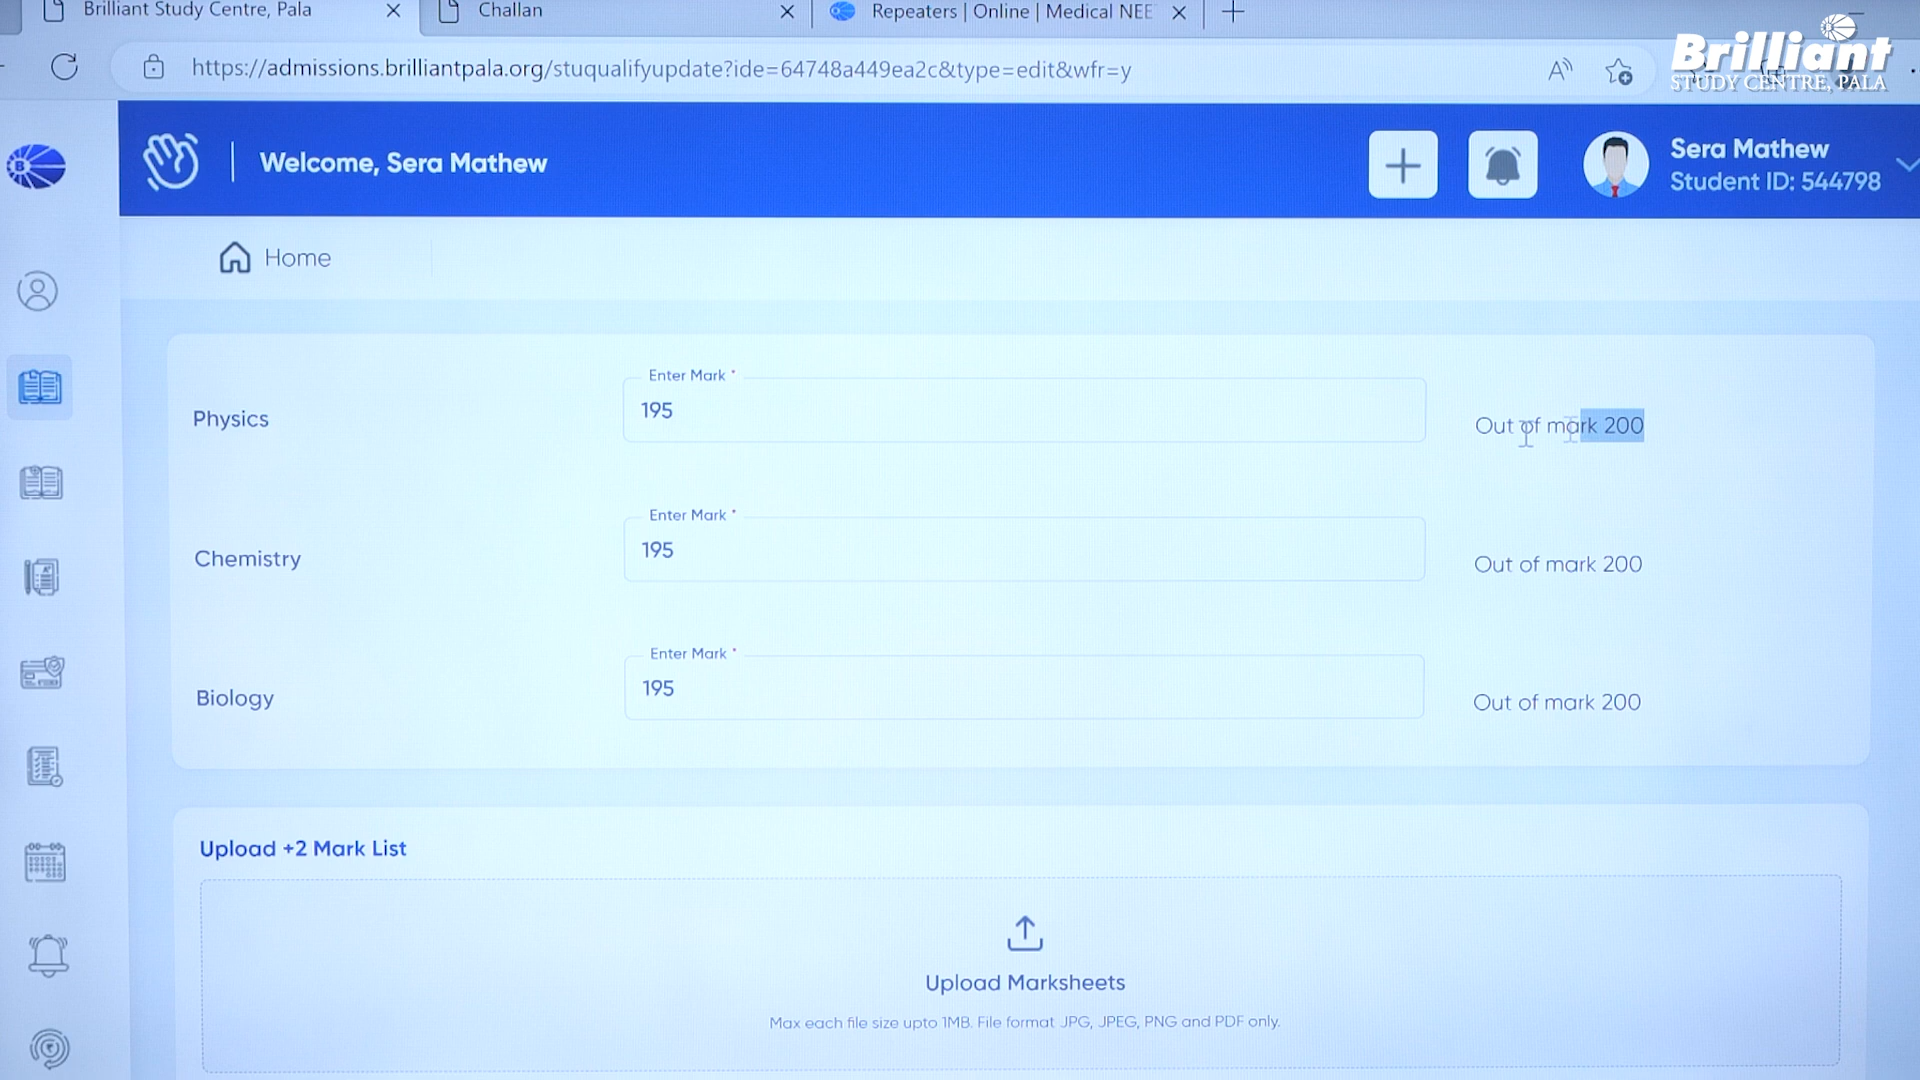 Brilliant Study Centre, Pala
Challan
Repeaters | Online | Medical NEE
https://admissions.brilliantpala.org/stuqualifyupdate?ide=64748a449ea2c&type=edit&wfr=y
Brilliant
STUDY CENTRE, PALA
Welcome, Sera Mathew
Sera Mathew
Student ID: 544798
Home
Physics
Enter Mark *
195
Out of mark 200
Chemistry
Enter Mark *
195
Out of mark 200
Biology
Enter Mark *
195
Out of mark 200
Upload +2 Mark List
Upload Marksheets
Max each file size upto 1MB. File format JPG, JPEG, PNG and PDF only.